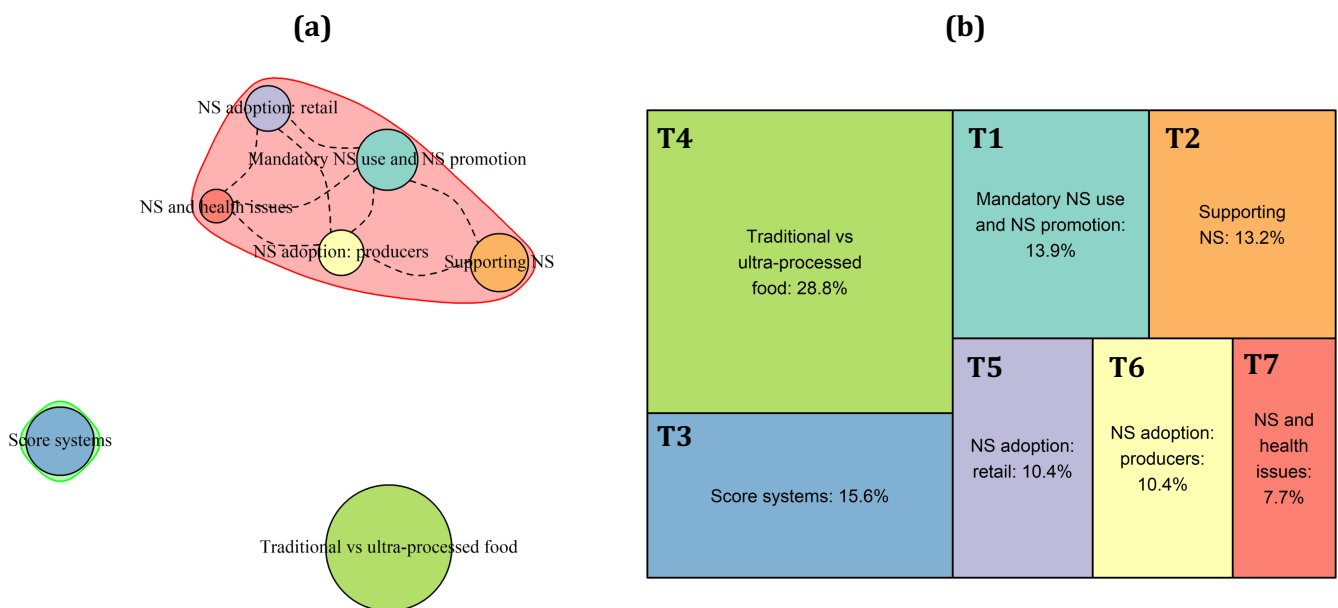 (a)
NS adoption: retail
Mandatory NS use and NS promotion
NS and health issues
NS adoption: producers
Supporting NS
Score systems
Traditional vs ultra-processed food
(b)
T4
Traditional vs
ultra-processed
food: 28.8%
T1
Mandatory NS use
and NS promotion:
13.9%
T2
Supporting
NS: 13.2%
T3
Score systems: 15.6%
T5
NS adoption:
retail: 10.4%
T6
NS adoption:
producers:
10.4%
T7
NS and
health
issues:
7.7%